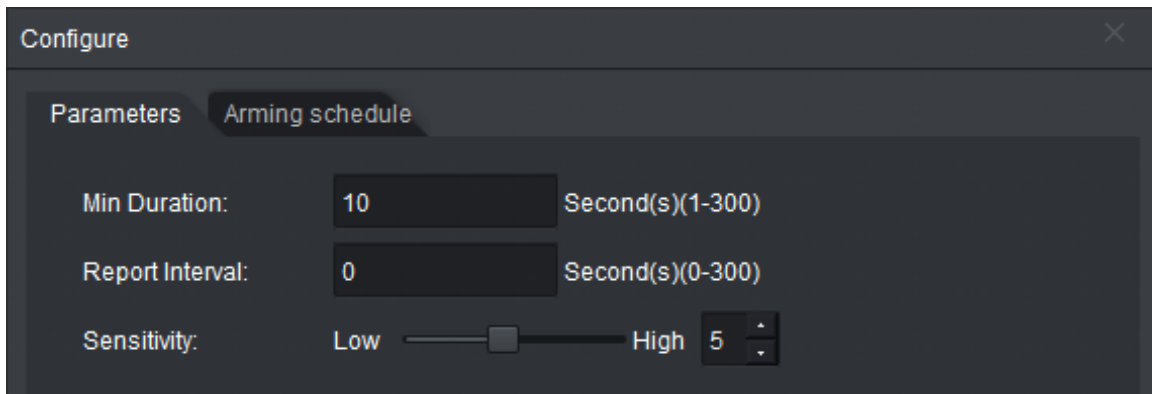 Configure
Parameters Arming schedule
Min Duration: 10 Second(s)(1-300)
Report Interval: 0 Second(s)(0-300)
Sensitivity: Low High 5